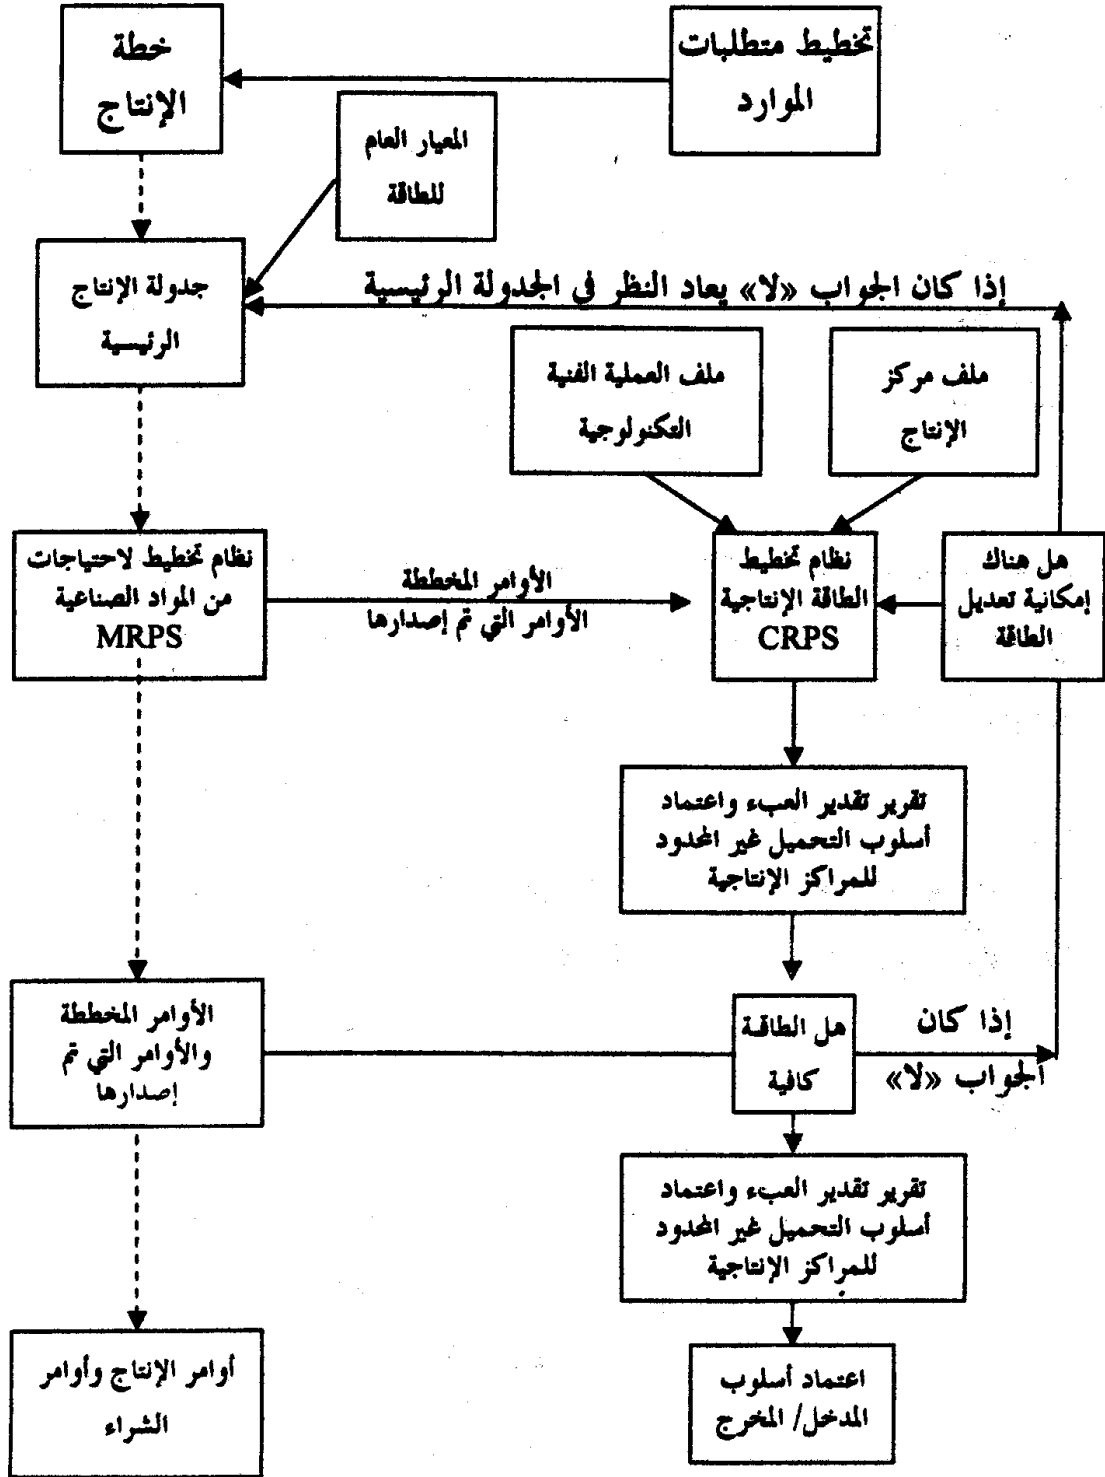 تخطيط متطلبات
الموارد
خطة
الإنتاج
المعيار العام
للطاقة
جدولة الإنتاج
الرئيسية
إذا كان الجواب «لا» يعاد النظر في الجدولة الرئيسية
ملف مركز
الإنتاج
ملف العملية الفنية
التكنولوجية
هل هناك
إمكانية تعديل
الطاقة
نظام تخطيط
الطاقة الإنتاجية
CRPS
الأوامر المخططة
الأوامر التي تم إصدارها
نظام تخطيط لاحتياجات
من المواد الصناعية
MRPS
تقرير تقدير العبء واعتماد
أسلوب التحميل غير المحدود
للمراكز الإنتاجية
إذا كان
الجواب «لا»
هل الطاقة
كافية
الأوامر المخططة
والأوامر التي تم
إصدارها
تقرير تقدير العبء واعتماد
أسلوب التحميل غير المحدود
للمراكز الإنتاجية
اعتماد أسلوب
المدخل/ المخرج
أوامر الإنتاج وأوامر
الشراء